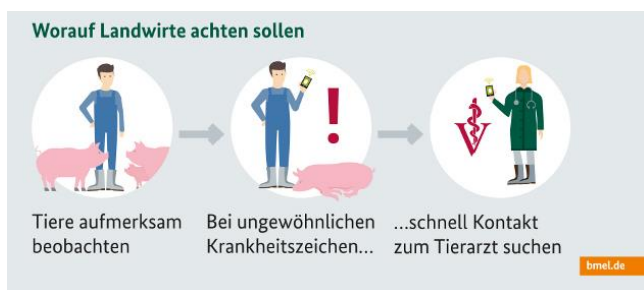 Worauf Landwirte achten sollen
Tiere aufmerksam
beobachten
Bei ungewöhnlichen
Krankheitszeichen...
...schnell Kontakt
zum Tierarzt suchen
bmel.de